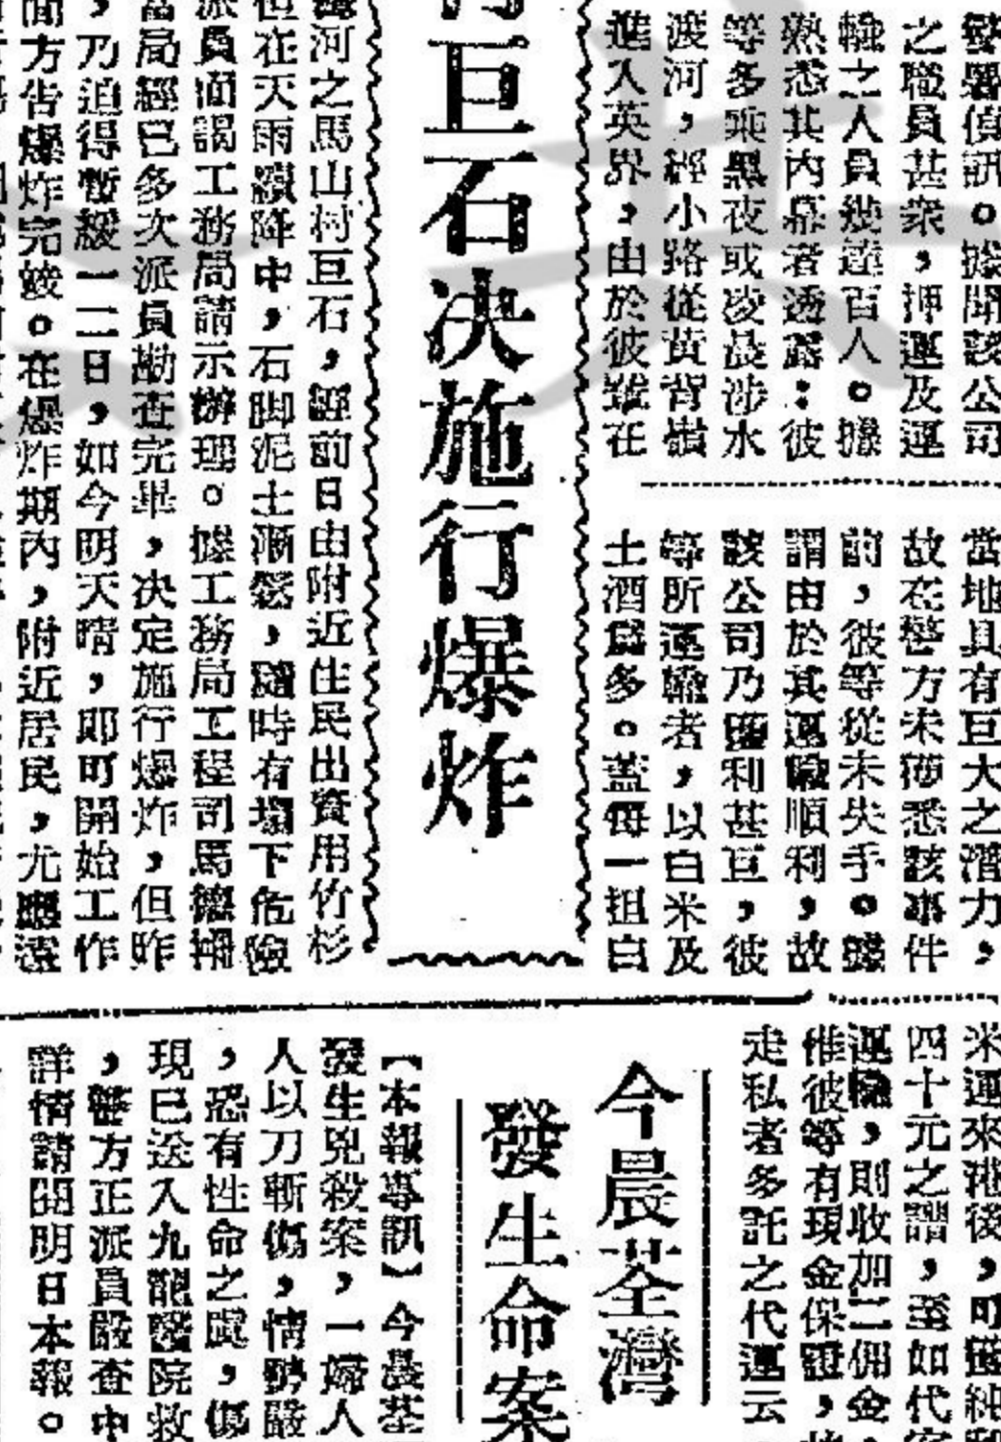 警署偵訊。據聞該公司
之職員甚衆，押運及運
輸之人員幾達百人。據
熟悉其內幕者透露：彼
等多乘黑夜或凌晨涉水
渡河，經小路從黃背嶺
進入英界，由於彼雖在
當地具有巨大之潛力，
故在警方未獲悉該事件
前，彼等從未失手。據
謂由於其運輸順利，故
該公司乃獲利甚巨，彼
等所運輸者，以白米及
土酒爲多。蓋每一担白
米運來港後，可獲純利
四十元之譜，至如代客
運輸，則收加二佣金，
惟彼等有現金保證，故
走私者多託之代運云
巨石決施行爆炸
河之馬山村巨石，經前日由附近住民出資用竹杉
但在天雨續降中，石脚泥土漸鬆，隨時有塌下危險
派員面謁工務局請示辦理。據工務局工程司馬德輔
當局經已多次派員勘查完畢，决定施行爆炸，但昨
，乃迫得暫緩一二日，如今明天晴，即可開始工作
面方告爆炸完竣。在爆炸期內，附近居民，尤應遠
今晨荃灣
發生命案
【本報專訊】今晨荃
發生兇殺案，一婦人
人以刀斬傷，情勢嚴
，恐有性命之虞，傷
現已送入九龍醫院救
，警方正派員嚴查中
詳情請閱明日本報。